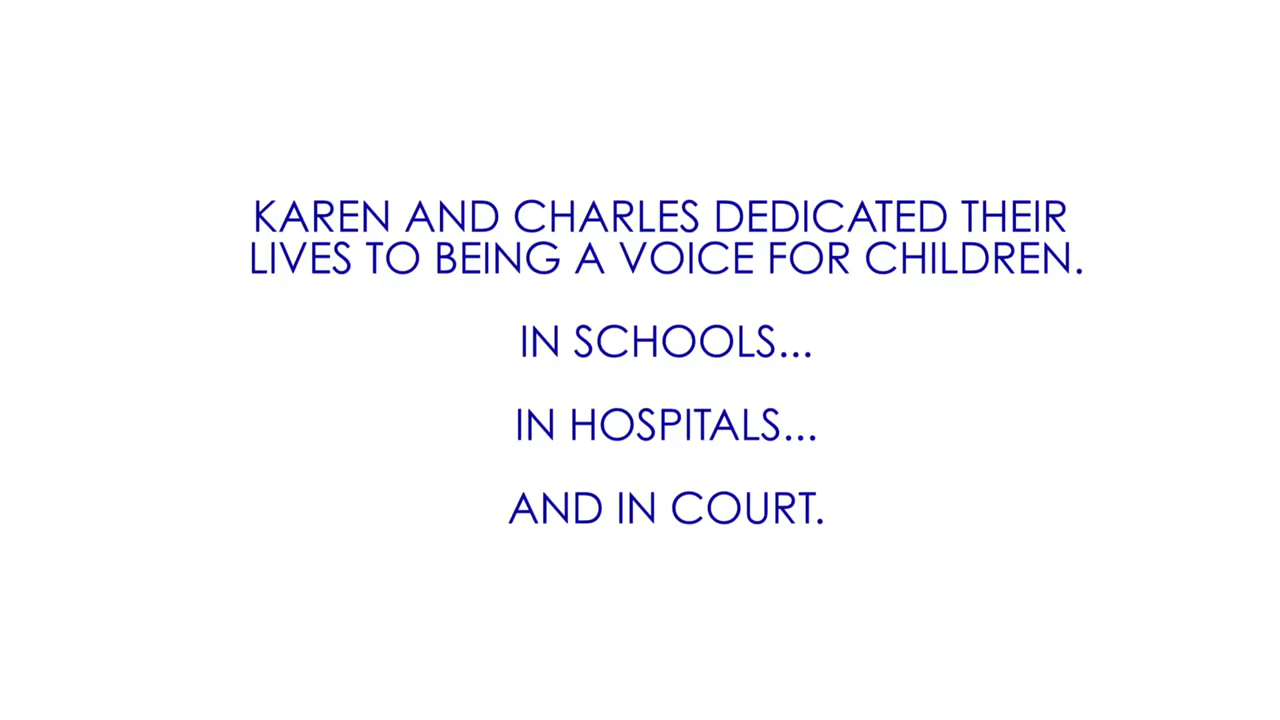 KAREN AND CHARLES DEDICATED THEIR
LIVES TO BEING A VOICE FOR CHILDREN.
IN SCHOOLS...
IN HOSPITALS...
AND IN COURT.